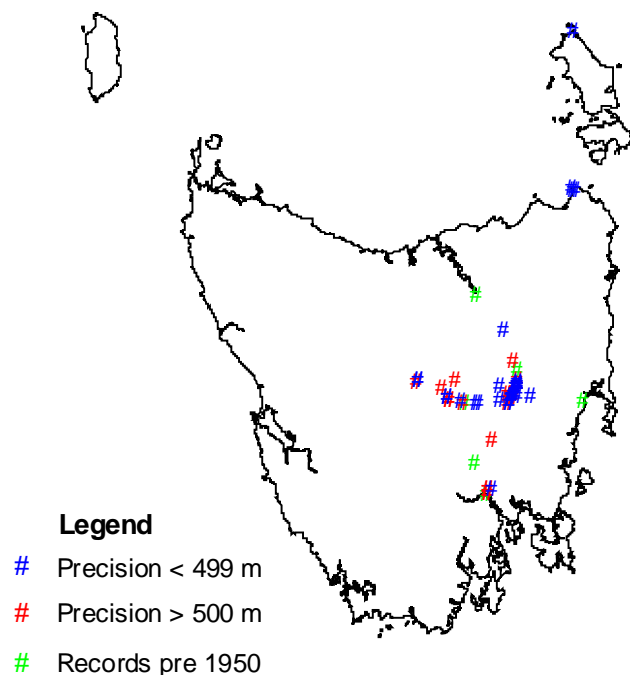 Legend
# Precision < 499 m
# Precision > 500 m
# Records pre 1950